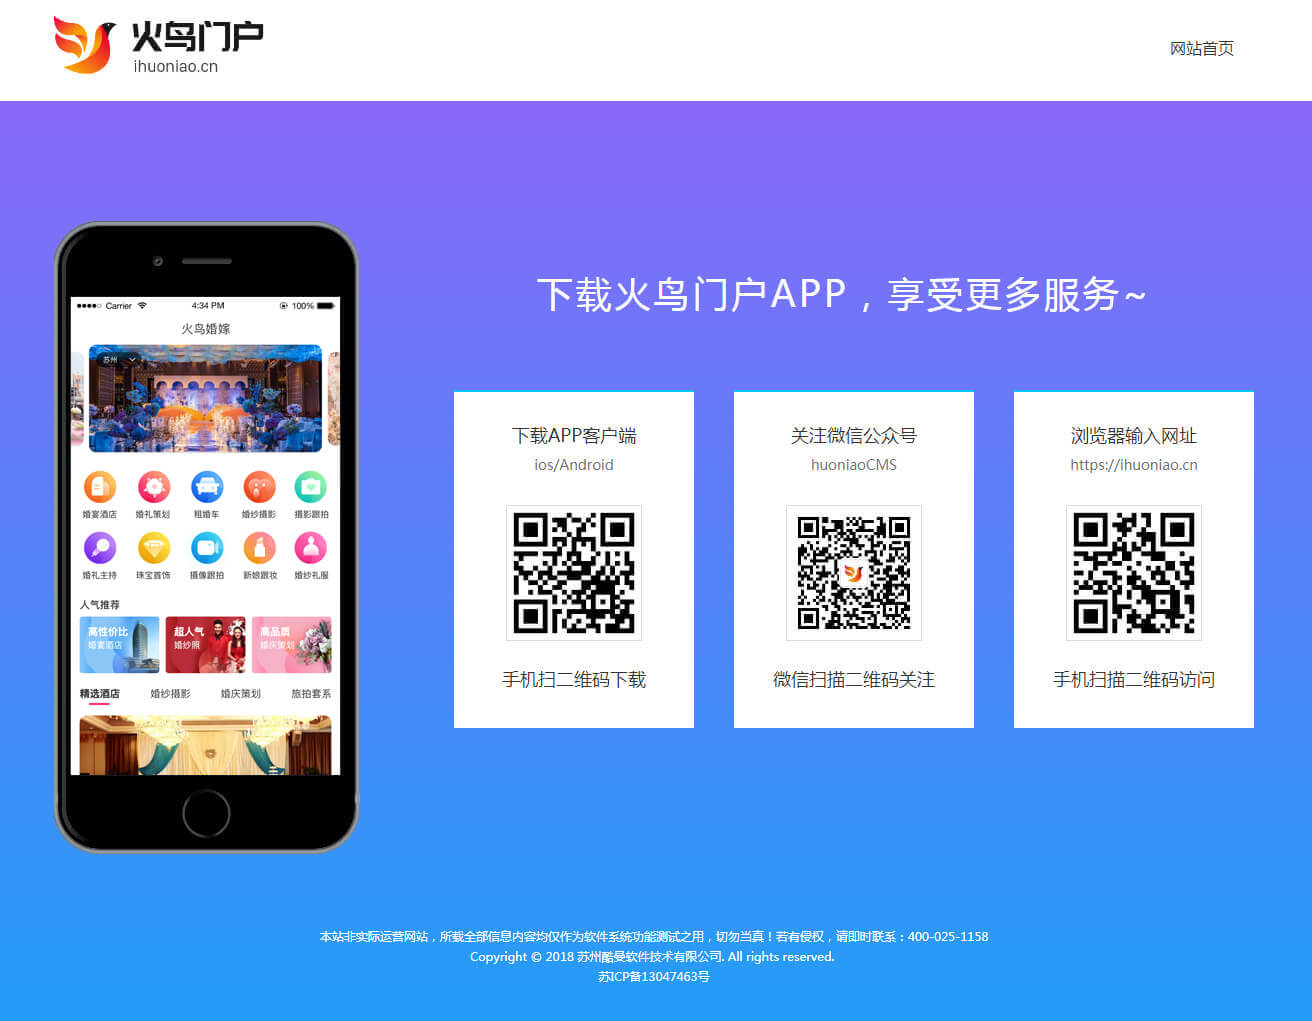 火鸟门户
ihuoniao.cn
网站首页
Carrier 4:34 PM 100%
火鸟婚嫁
苏州
婚宴酒店 婚礼策划 租婚车 婚纱摄影 摄影跟拍
婚礼主持 珠宝首饰 摄像跟拍 新娘跟妆 婚纱礼服
人气推荐
高性价比 超人气 高品质
婚宴酒店 婚纱照 婚庆策划
精选酒店 婚纱摄影 婚庆策划 旅拍套系
下载火鸟门户APP，享受更多服务~
下载APP客户端
ios/Android
手机扫二维码下载
关注微信公众号
huoniaoCMS
微信扫描二维码关注
浏览器输入网址
https://ihuoniao.cn
手机扫描二维码访问
本站非实际运营网站，所载全部信息内容均仅作为软件系统功能测试之用，切勿当真！若有侵权，请即时联系：400-025-1158
Copyright © 2018 苏州酷曼软件技术有限公司. All rights reserved.
苏ICP备13047463号